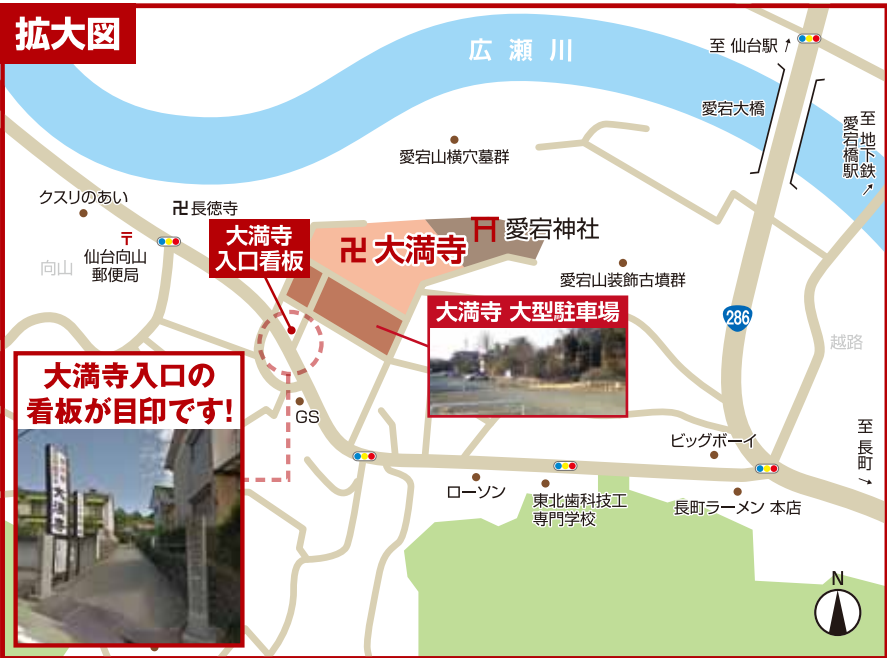 拡大図
広瀬川
至 仙台駅
愛宕大橋
至 地下鉄
愛宕橋駅
愛宕山横穴墓群
クスリのあい
卍長徳寺
〒
仙台向山
郵便局
向山
大満寺
入口看板
卍大満寺
愛宕神社
愛宕山装飾古墳群
大満寺 大型駐車場
286
越路
大満寺入口の
看板が目印です!
大満寺
GS
ビッグボーイ
至 長町
ローソン
東北歯科技工
専門学校
長町ラーメン 本店
N